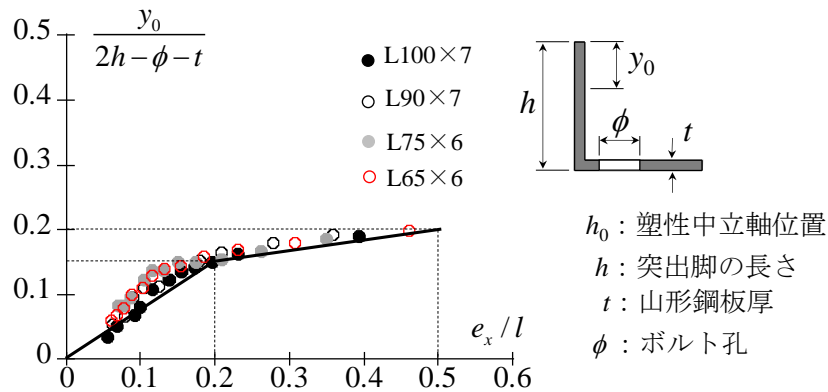 0.5
0.4
0.3
0.2
0.1
0
y₀
2h−ϕ−t
L100×7
L90×7
L75×6
L65×6
e_x / l
0 0.1 0.2 0.3 0.4 0.5 0.6
h
y₀
ϕ
t
h₀：塑性中立軸位置
h：突出脚の長さ
t：山形鋼板厚
ϕ：ボルト孔